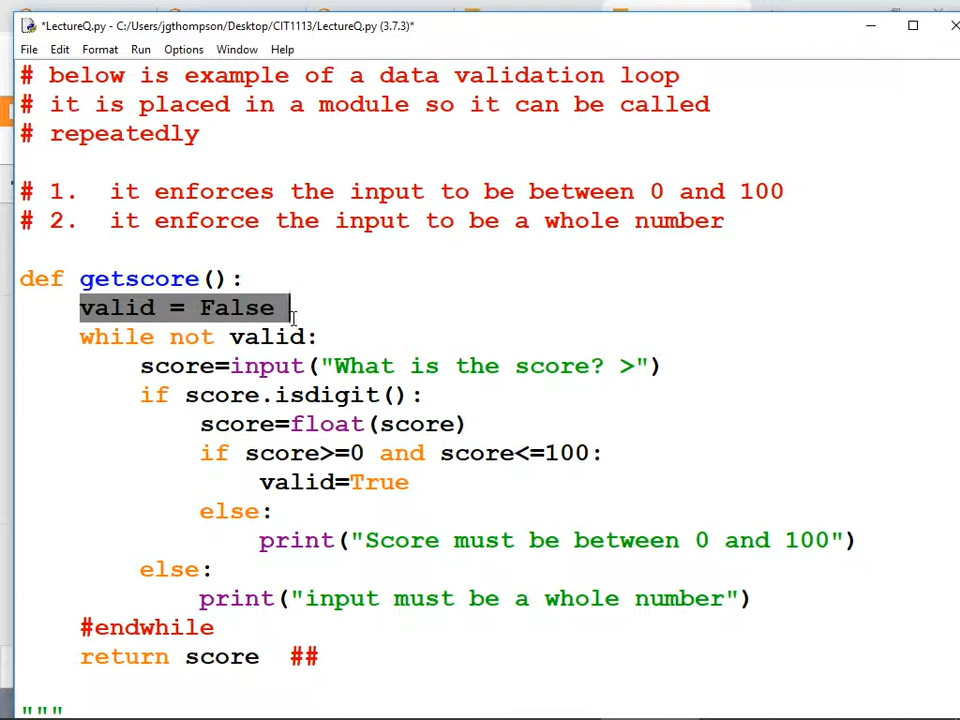 *LectureQ.py - C:/Users/jgthompson/Desktop/CIT1113/LectureQ.py (3.7.3)*
File Edit Format Run Options Window Help
# below is example of a data validation loop
# it is placed in a module so it can be called
# repeatedly
# 1.  it enforces the input to be between 0 and 100
# 2.  it enforce the input to be a whole number
def getscore():
    valid = False
    while not valid:
        score=input("What is the score? >")
        if score.isdigit():
            score=float(score)
            if score>=0 and score<=100:
                valid=True
            else:
                print("Score must be between 0 and 100")
        else:
            print("input must be a whole number")
    #endwhile
    return score  ##
"""